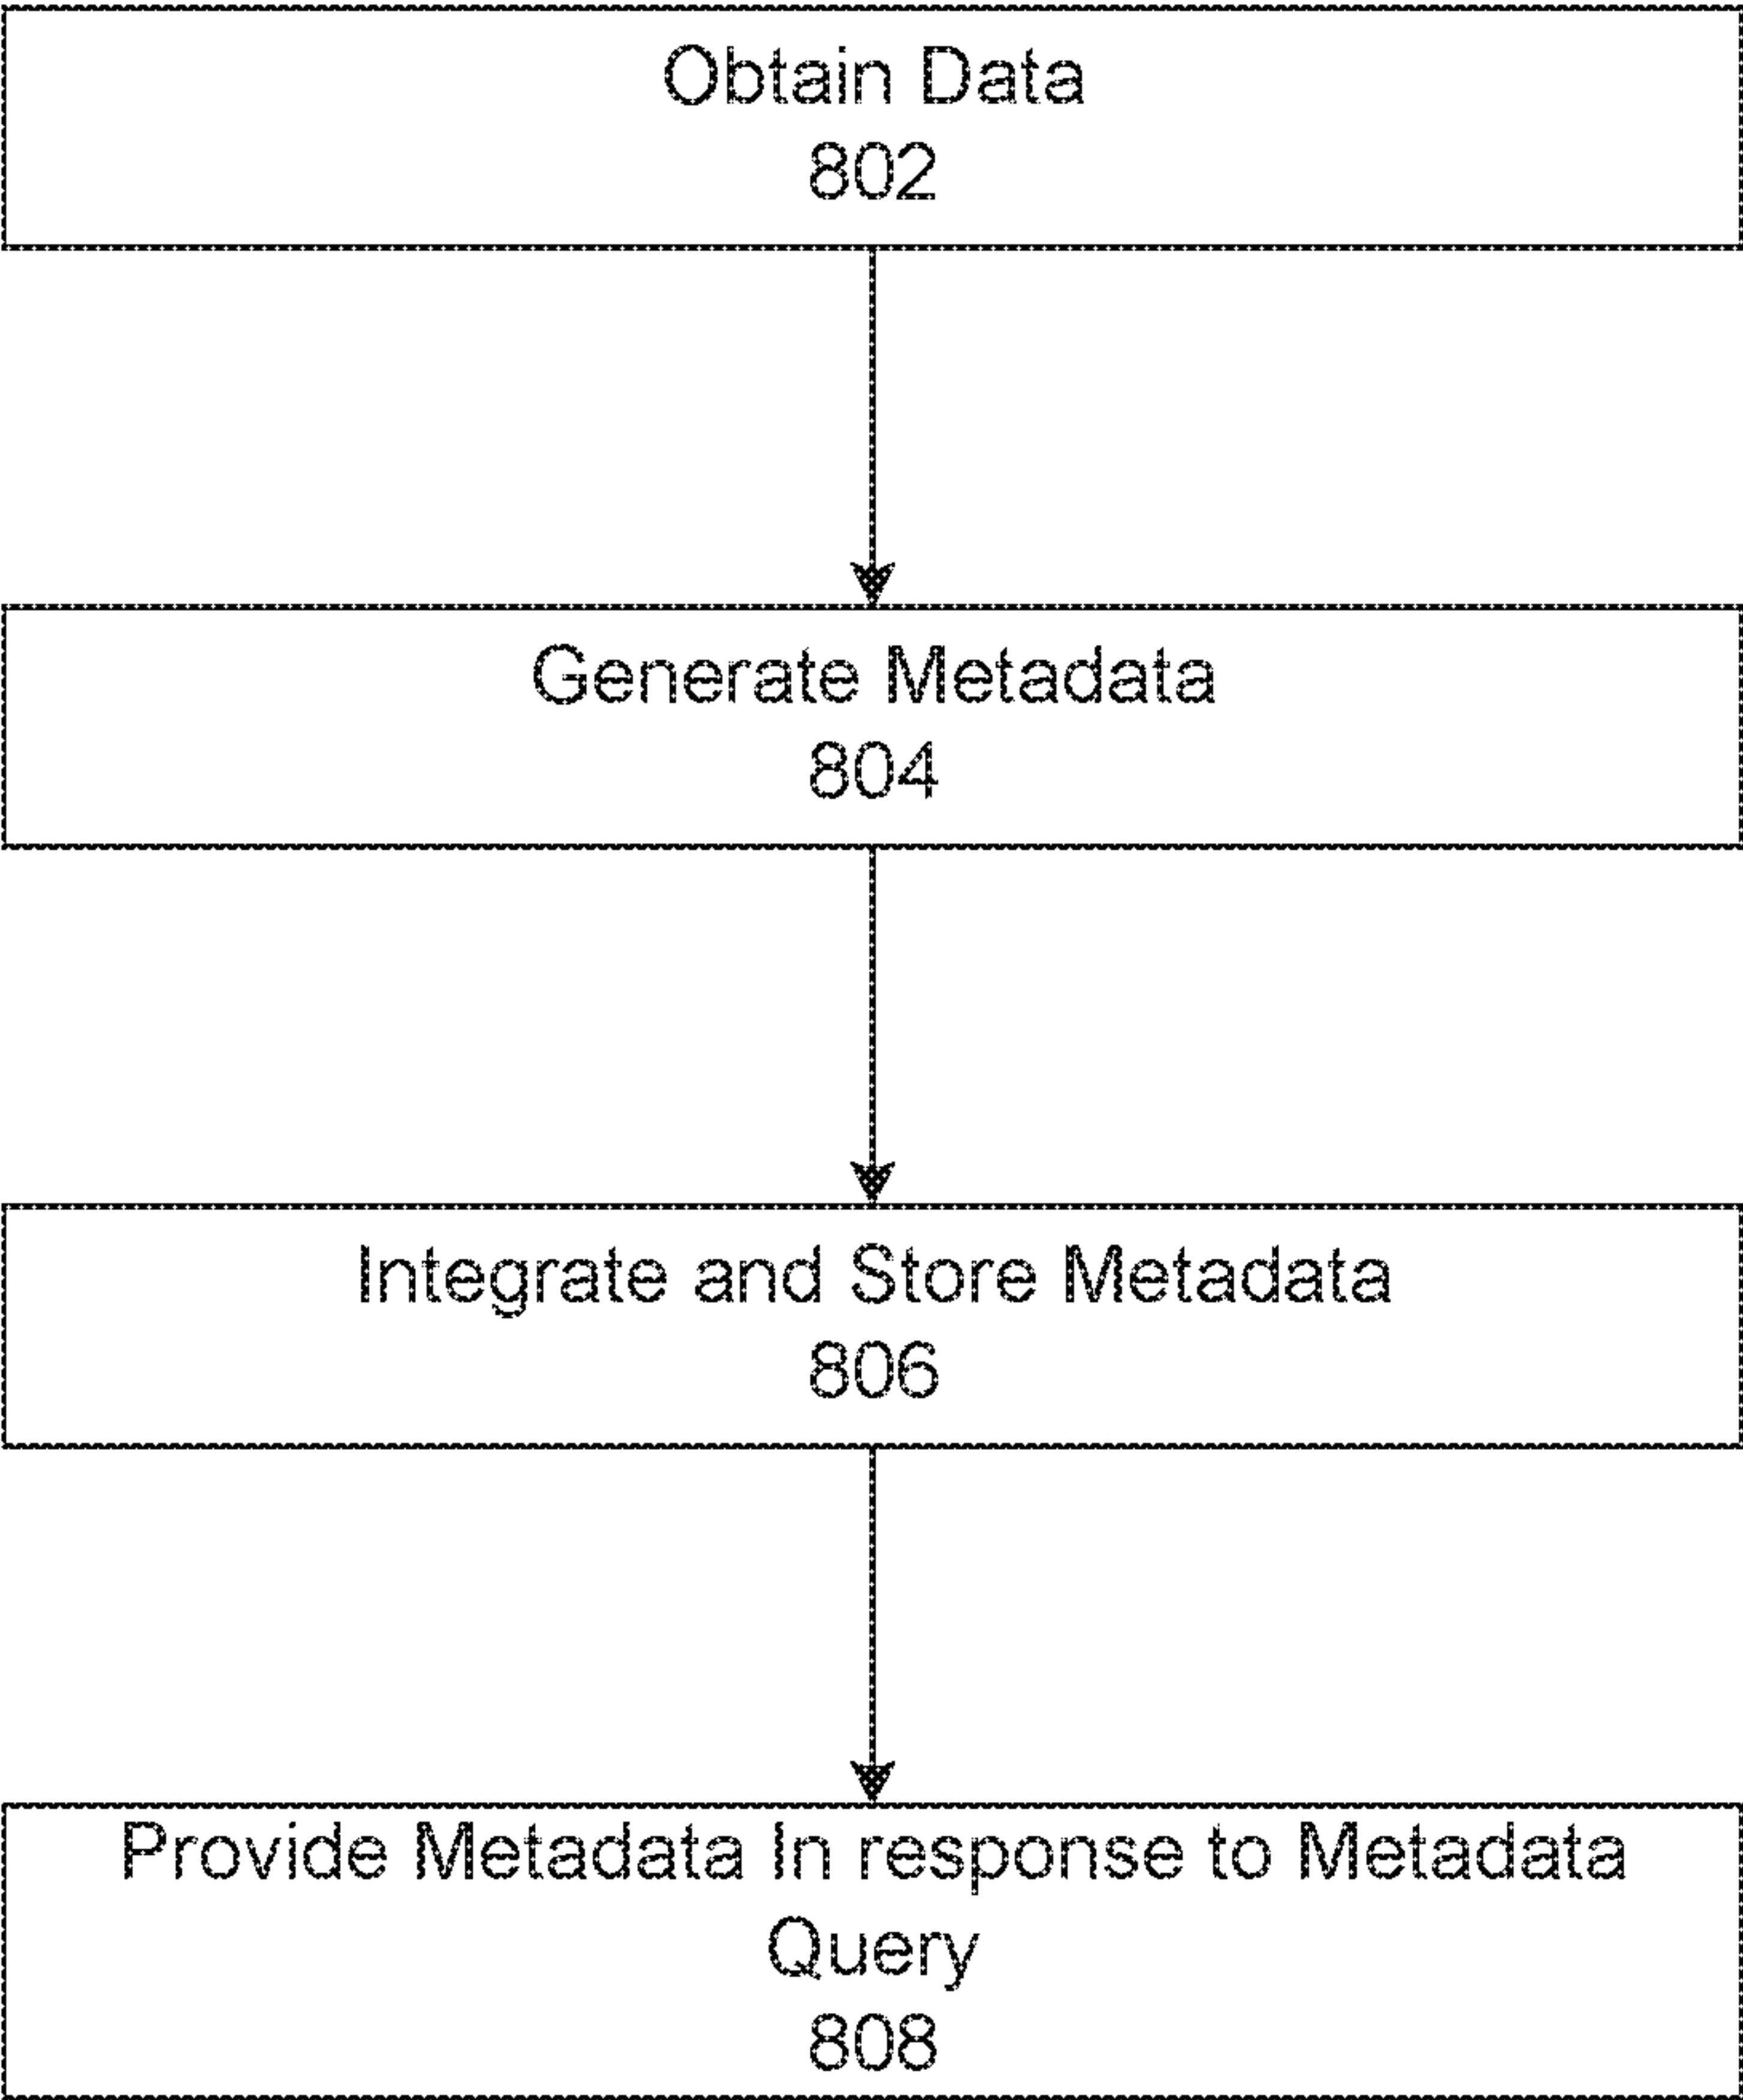 Obtain Data
802
Generate Metadata
804
Integrate and Store Metadata
806
Provide Metadata In response to Metadata
Query
808